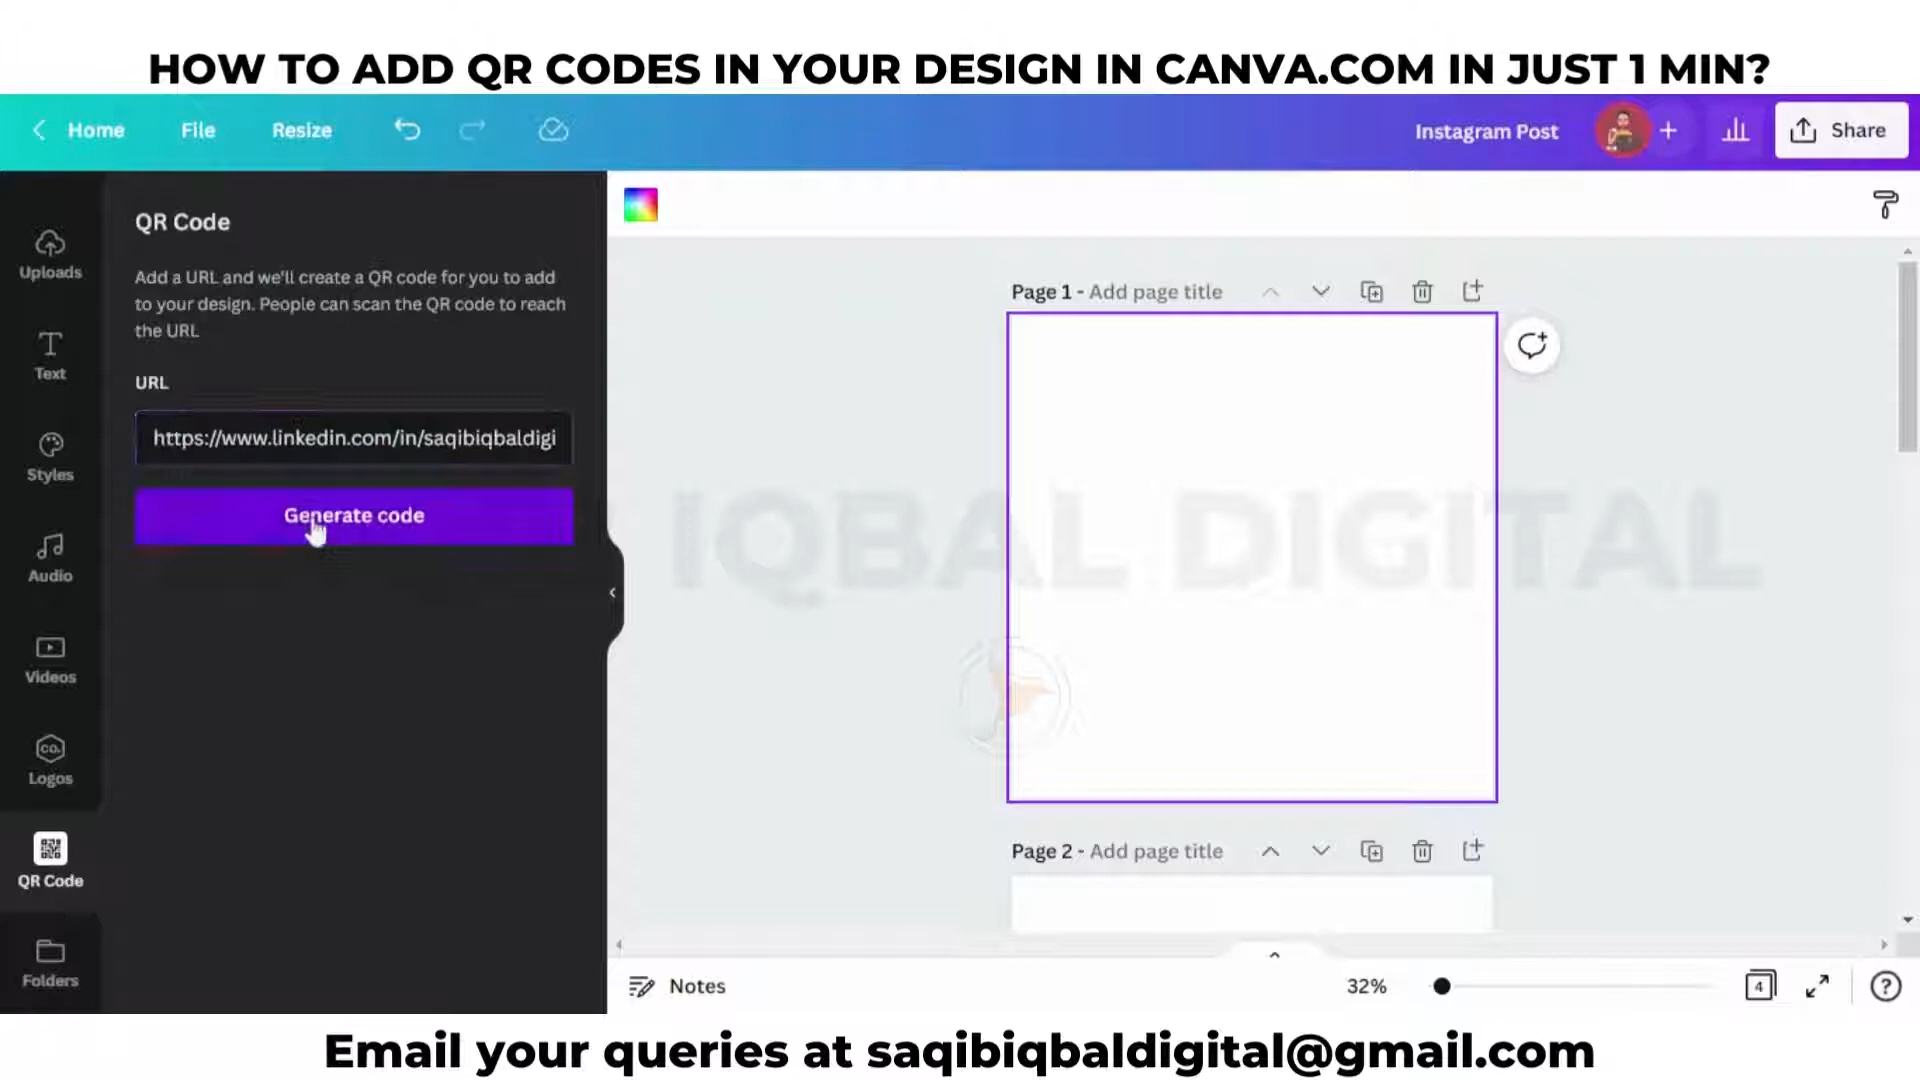 HOW TO ADD QR CODES IN YOUR DESIGN IN CANVA.COM IN JUST 1 MIN?
Home File Resize Instagram Post + Share
Uploads
Text
Styles
Audio
Videos
CO.
Logos
QR Code
Folders
QR Code
Add a URL and we'll create a QR code for you to add
to your design. People can scan the QR code to reach
the URL
URL
https://www.linkedin.com/in/saqibiqbaldigi
Generate code
Page 1 - Add page title
IQBAL DIGITAL
Page 2 - Add page title
Notes 32% 4 ?
Email your queries at saqibiqbaldigital@gmail.com